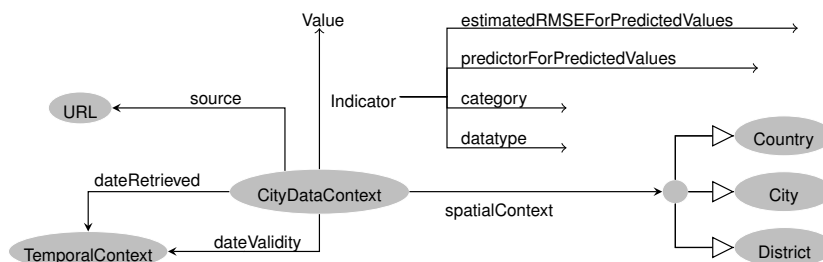 Value
estimatedRMSEForPredictedValues
predictorForPredictedValues
source
Indicator
category
URL
datatype
Country
dateRetrieved
CityDataContext
City
spatialContext
dateValidity
TemporalContext
District